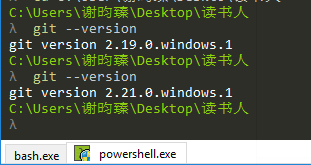 C:\Users\谢昀臻\Desktop\读书人
λ git --version
git version 2.19.0.windows.1
C:\Users\谢昀臻\Desktop\读书人
λ git --version
git version 2.21.0.windows.1
C:\Users\谢昀臻\Desktop\读书人
λ
bash.exe powershell.exe